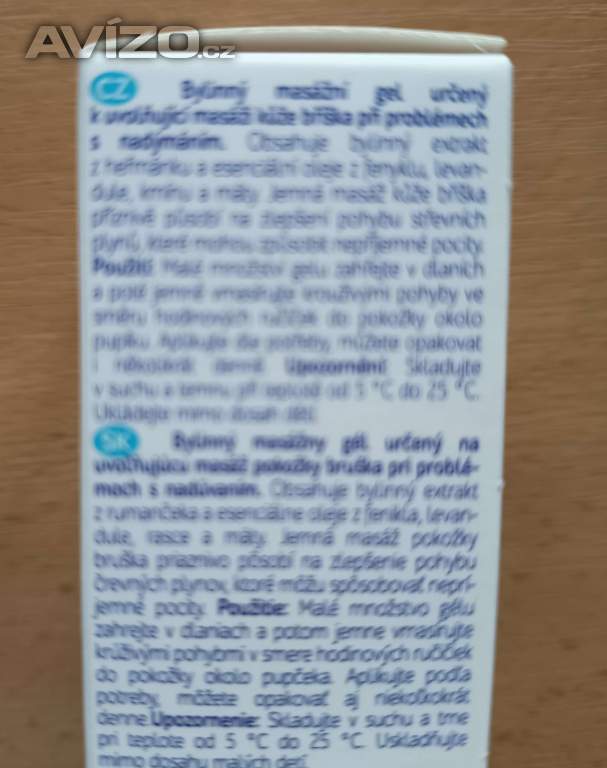 AVÍZO.cz
CZ Bylinný masážní gel určený
k uvolňující masáž kůže bříška při problémech
s nadýmáním. Obsahuje bylinný extrakt
z heřmánku a esenciální oleje z fenyklu, levan-
dule, kmínu a máty. Jemná masáž kůže bříška
příznivě působí na zlepšení pohybu střevních
plynů, které mohou způsobit nepříjemné pocity.
Použití: Malé množství gelu zahřejte v dlaních
a poté jemně vmasírujte krouživými pohyby ve
směru hodinových ručiček do pokožky okolo
pupíku. Aplikujte dle potřeby, můžete opakovat
i několikrát denně. Upozornění: Skladujte
v suchu a temnu při teplotě od 5 °C do 25 °C.
Ukládejte mimo dosah dětí.
SK Bylinný masážny gél určený na
uvoľňujúcu masáž pokožky bruška pri problé-
moch s nadúvaním. Obsahuje bylinný extrakt
z rumančeka a esenciálne oleje z fenikla, levan-
dule, rasce a mäty. Jemná masáž pokožky
bruška priaznivo pôsobí na zlepšenie pohybu
črevných plynov, ktoré môžu spôsobovať neprí-
jemné pocity. Použitie: Malé množstvo gélu
zahrejte v dlaniach a potom jemne vmasírujte
krúživými pohybmi v smere hodinových ručičiek
do pokožky okolo pupčeka. Aplikujte podľa
potreby, môžete opakovať aj niekoľkokrát
denne. Upozornenie: Skladujte v suchu a tme
pri teplote od 5 °C do 25 °C. Uskladňujte
mimo dosahu malých detí.